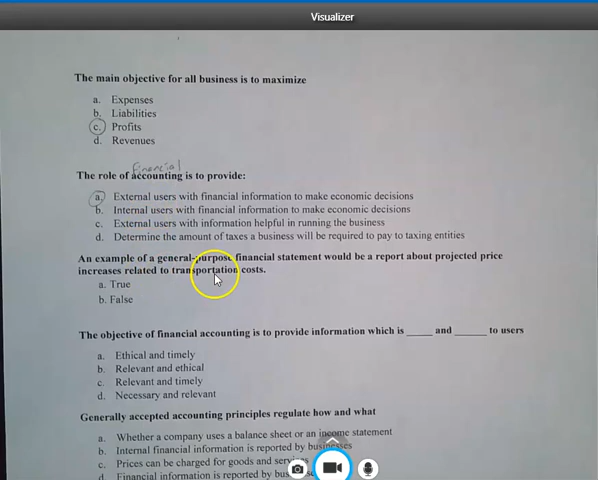 Visualizer
The main objective for all business is to maximize
a. Expenses
b. Liabilities
c. Profits
d. Revenues
financial
The role of accounting is to provide:
a. External users with financial information to make economic decisions
b. Internal users with financial information to make economic decisions
c. External users with information helpful in running the business
d. Determine the amount of taxes a business will be required to pay to taxing entities
An example of a general-purpose financial statement would be a report about projected price
increases related to transportation costs.
a. True
b. False
The objective of financial accounting is to provide information which is _____ and ______ to users
a. Ethical and timely
b. Relevant and ethical
c. Relevant and timely
d. Necessary and relevant
Generally accepted accounting principles regulate how and what
a. Whether a company uses a balance sheet or an income statement
b. Internal financial information is reported by businesses
c. Prices can be charged for goods and services
d. Financial information is reported by